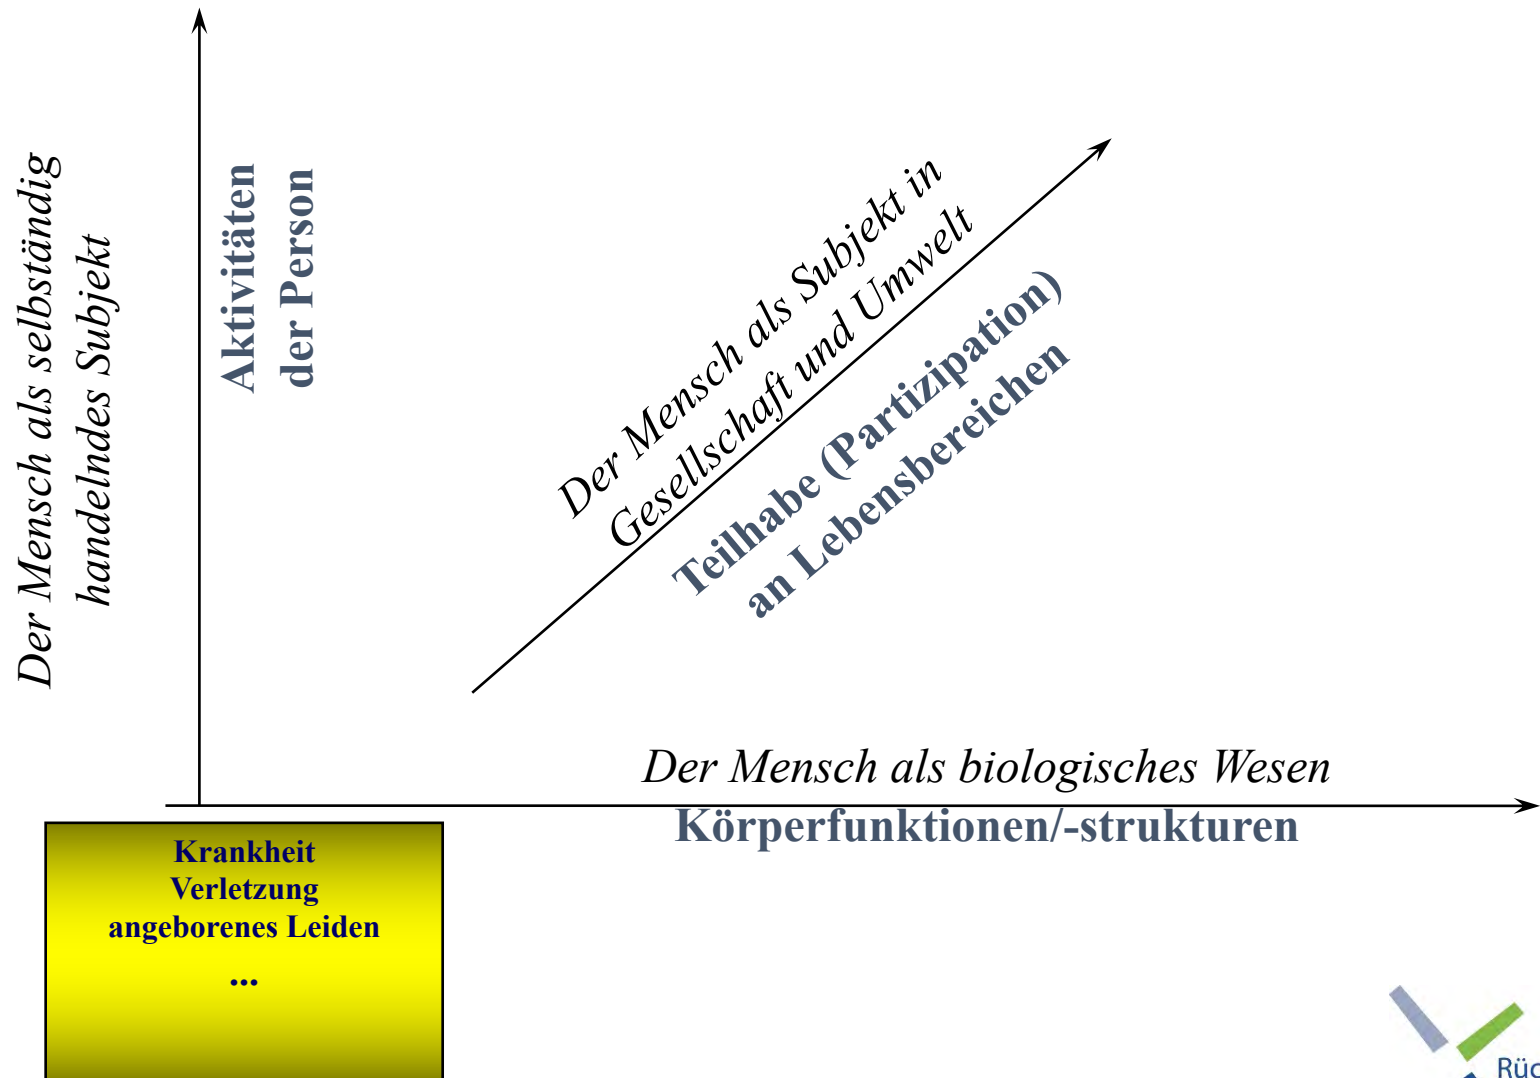 Der Mensch als selbständig
handelndes Subjekt
Aktivitäten
der Person
Der Mensch als Subjekt in
Gesellschaft und Umwelt
Teilhabe (Partizipation)
an Lebensbereichen
Der Mensch als biologisches Wesen
Körperfunktionen/-strukturen
Krankheit
Verletzung
angeborenes Leiden
...